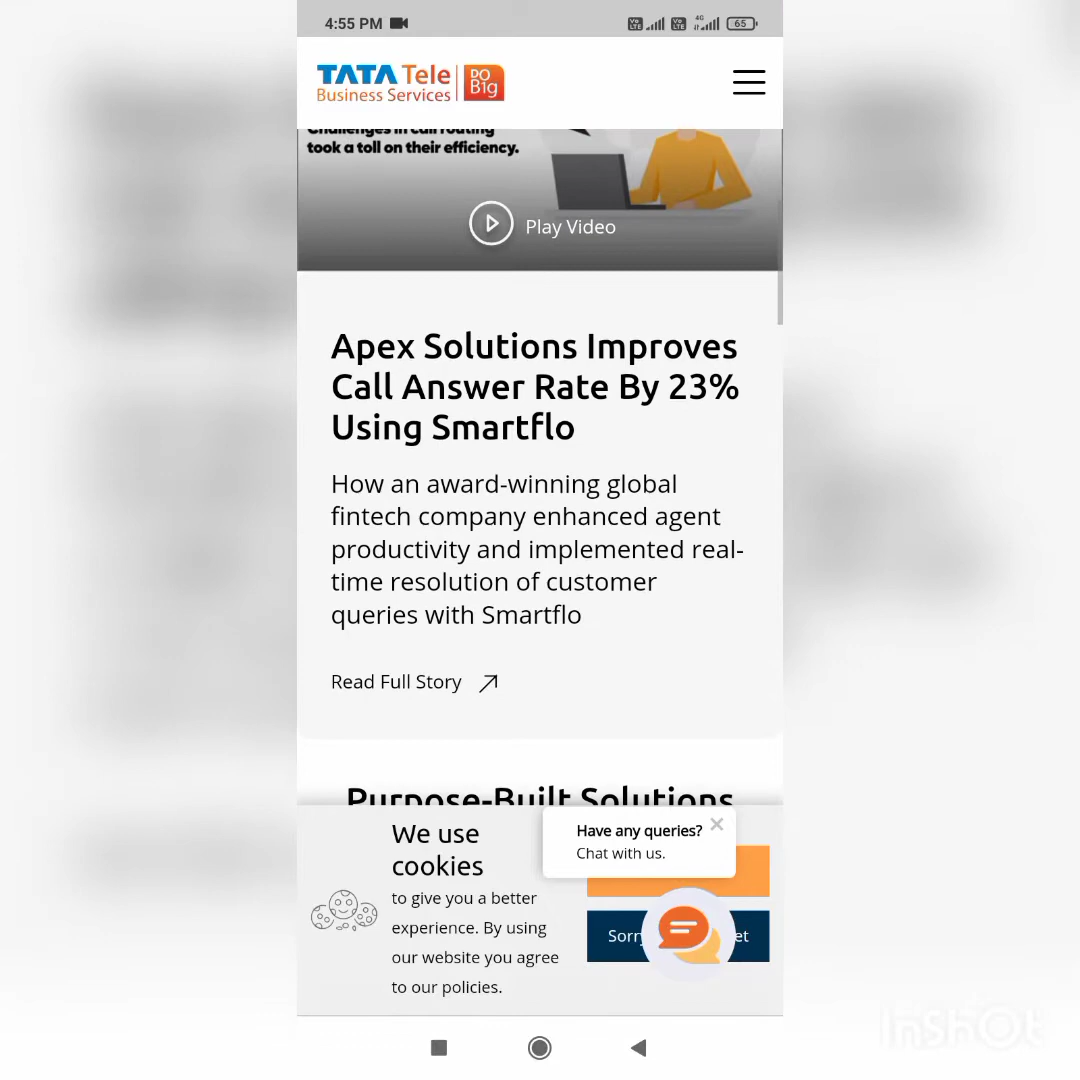 4:55 PM
65
TATA Tele
Business Services
DO
Big
Challenges in call routing
took a toll on their efficiency.
Play Video
Apex Solutions Improves
Call Answer Rate By 23%
Using Smartflo
How an award-winning global
fintech company enhanced agent
productivity and implemented real-
time resolution of customer
queries with Smartflo
Read Full Story
Purpose-Built Solutions
We use
cookies
to give you a better
experience. By using
our website you agree
to our policies.
Have any queries?
Chat with us.
InShOt